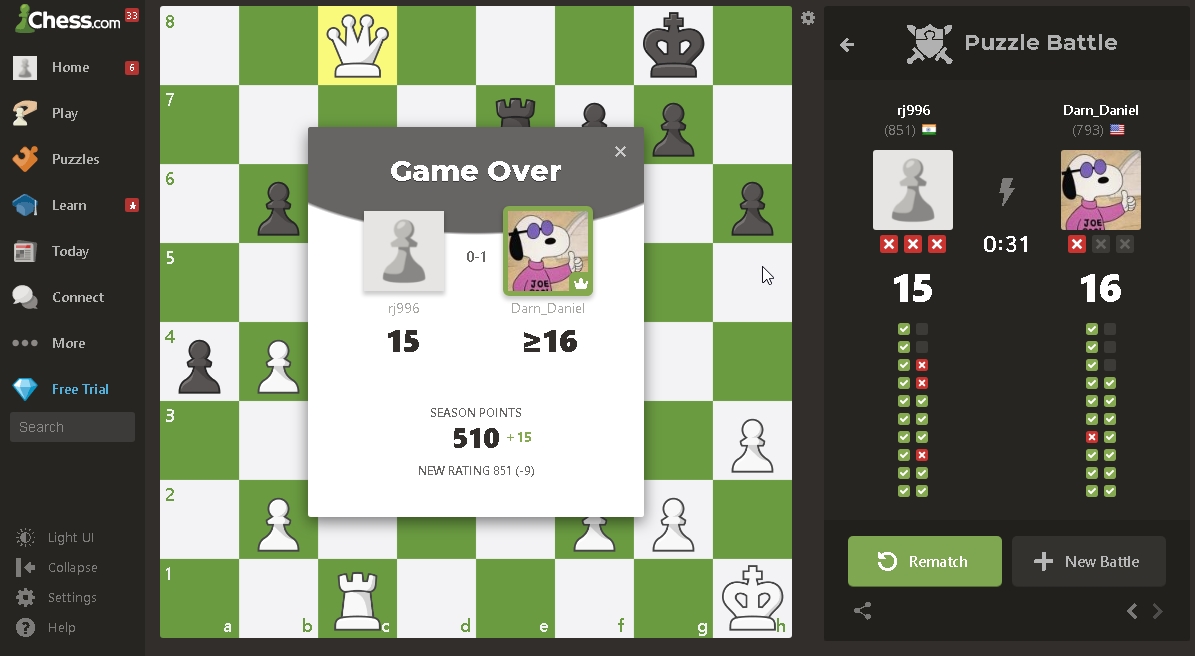 Chess.com
33
Home
6
Play
Puzzles
Learn
Today
Connect
More
Free Trial
Search
Light UI
Collapse
Settings
Help
8
7
6
5
4
3
2
1
a
b
c
d
e
f
g
h
Game Over
0-1
JOE
rj996
Darn_Daniel
15
≥16
SEASON POINTS
510 +15
NEW RATING 851 (-9)
Puzzle Battle
rj996
Darn_Daniel
(851)
(793)
JOE
0:31
15
16
Rematch
New Battle